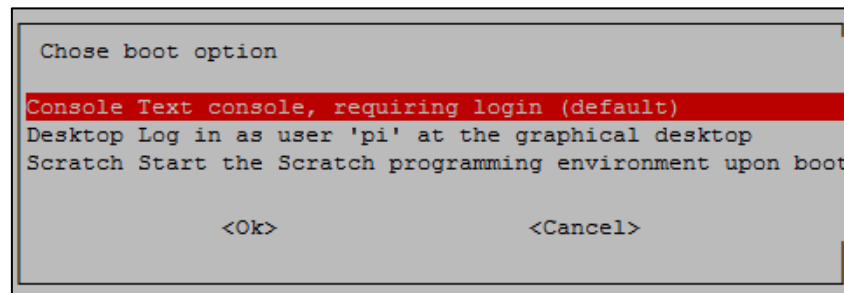 Chose boot option
Console Text console, requiring login (default)
Desktop Log in as user 'pi' at the graphical desktop
Scratch Start the Scratch programming environment upon boot
<Ok> <Cancel>